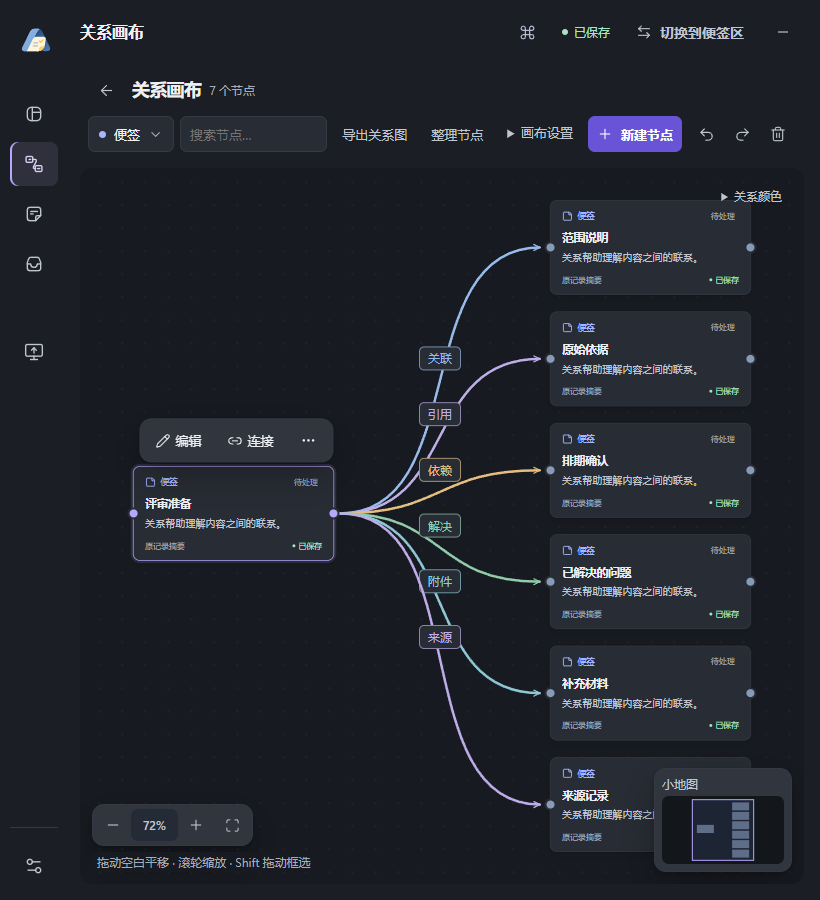 关系画布
已保存
切换到便签区
关系画布 7 个节点
便签
搜索节点...
导出关系图
整理节点
画布设置
新建节点
关系颜色
便签 待处理
范围说明
关系帮助理解内容之间的联系。
原记录摘要 已保存
便签 待处理
原始依据
关系帮助理解内容之间的联系。
原记录摘要 已保存
便签 待处理
排期确认
关系帮助理解内容之间的联系。
原记录摘要 已保存
便签 待处理
已解决的问题
关系帮助理解内容之间的联系。
原记录摘要 已保存
便签 待处理
补充材料
关系帮助理解内容之间的联系。
原记录摘要 已保存
便签
来源记录
关系帮助理解内容之间的联
原记录摘要
关联
引用
依赖
解决
附件
来源
编辑 连接 ···
便签 待处理
评审准备
关系帮助理解内容之间的联系。
原记录摘要 已保存
小地图
72%
拖动空白平移 · 滚轮缩放 · Shift 拖动框选